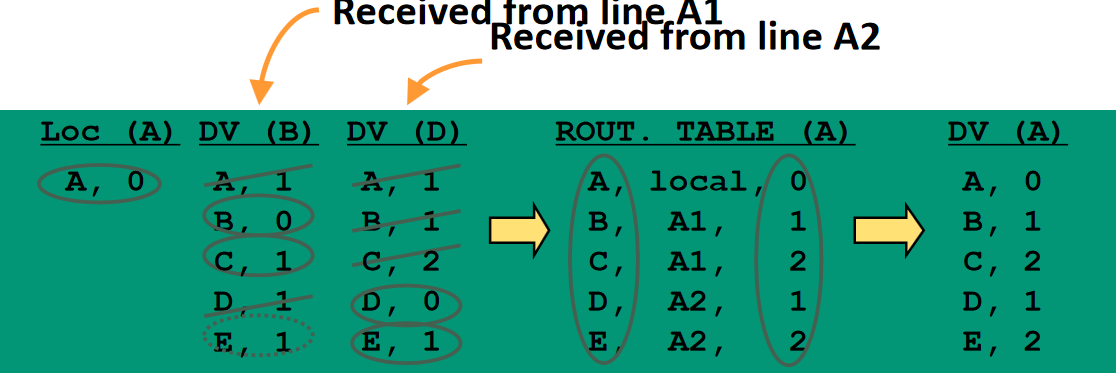 Received from line A1
Received from line A2
Loc (A) DV (B) DV (D) ROUT. TABLE (A) DV (A)
A, 0 A, 1 A, 1 A, local, 0 A, 0
B, 0 B, 1 B, A1, 1 B, 1
C, 1 C, 2 C, A1, 2 C, 2
D, 1 D, 0 D, A2, 1 D, 1
E, 1 E, 1 E, A2, 2 E, 2